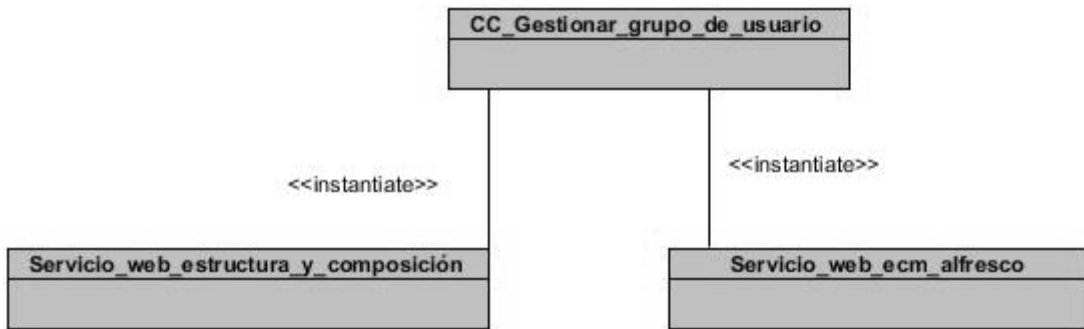 CC_Gestionar_grupo_de_usuario
<<instantiate>>
<<instantiate>>
Servicio_web_estructura_y_composición
Servicio_web_ecm_alfresco